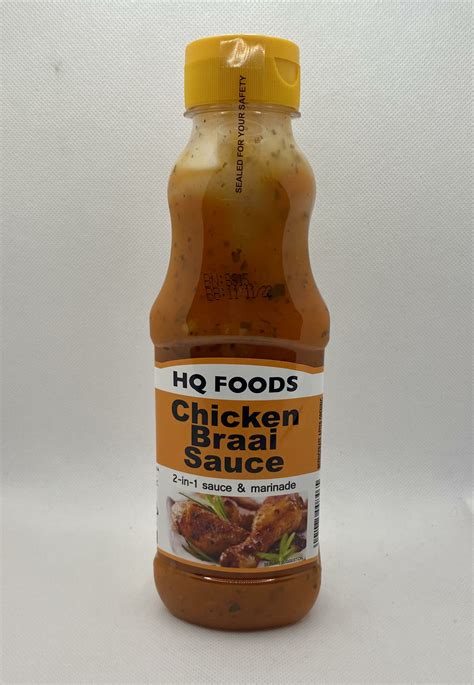 SEALED FOR YOUR SAFETY
HQ FOODS
Chicken
Braai
Sauce
2-in-1 sauce & marinade